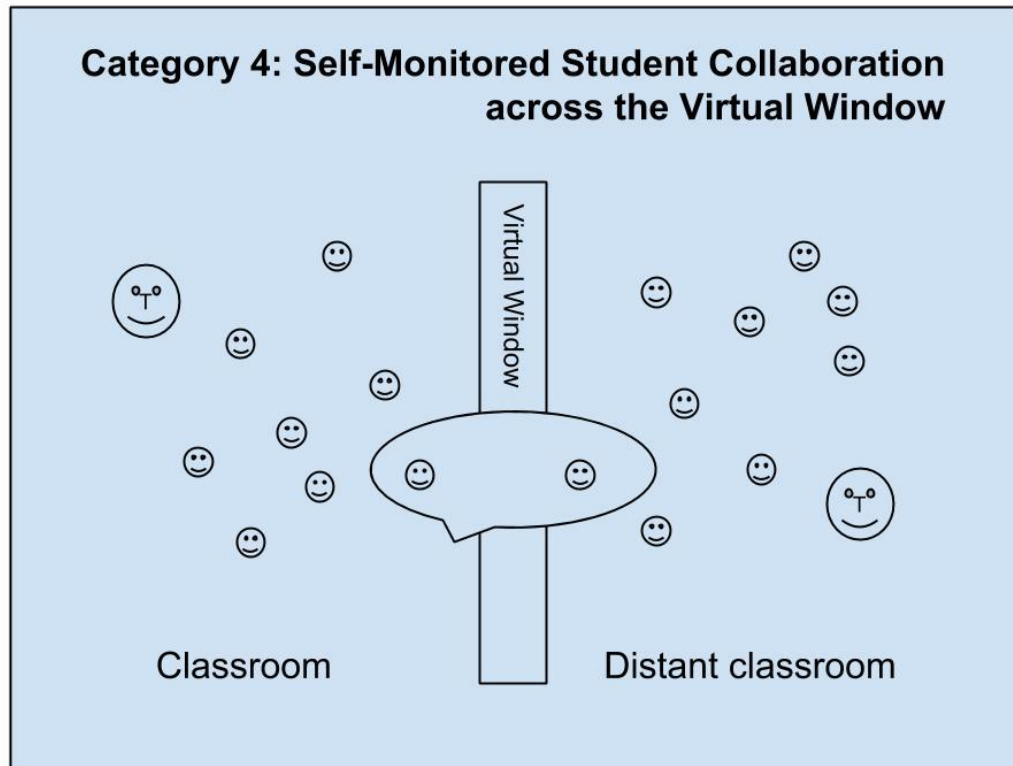 Category 4: Self-Monitored Student Collaboration
across the Virtual Window
Virtual Window
T
T
Classroom
Distant classroom